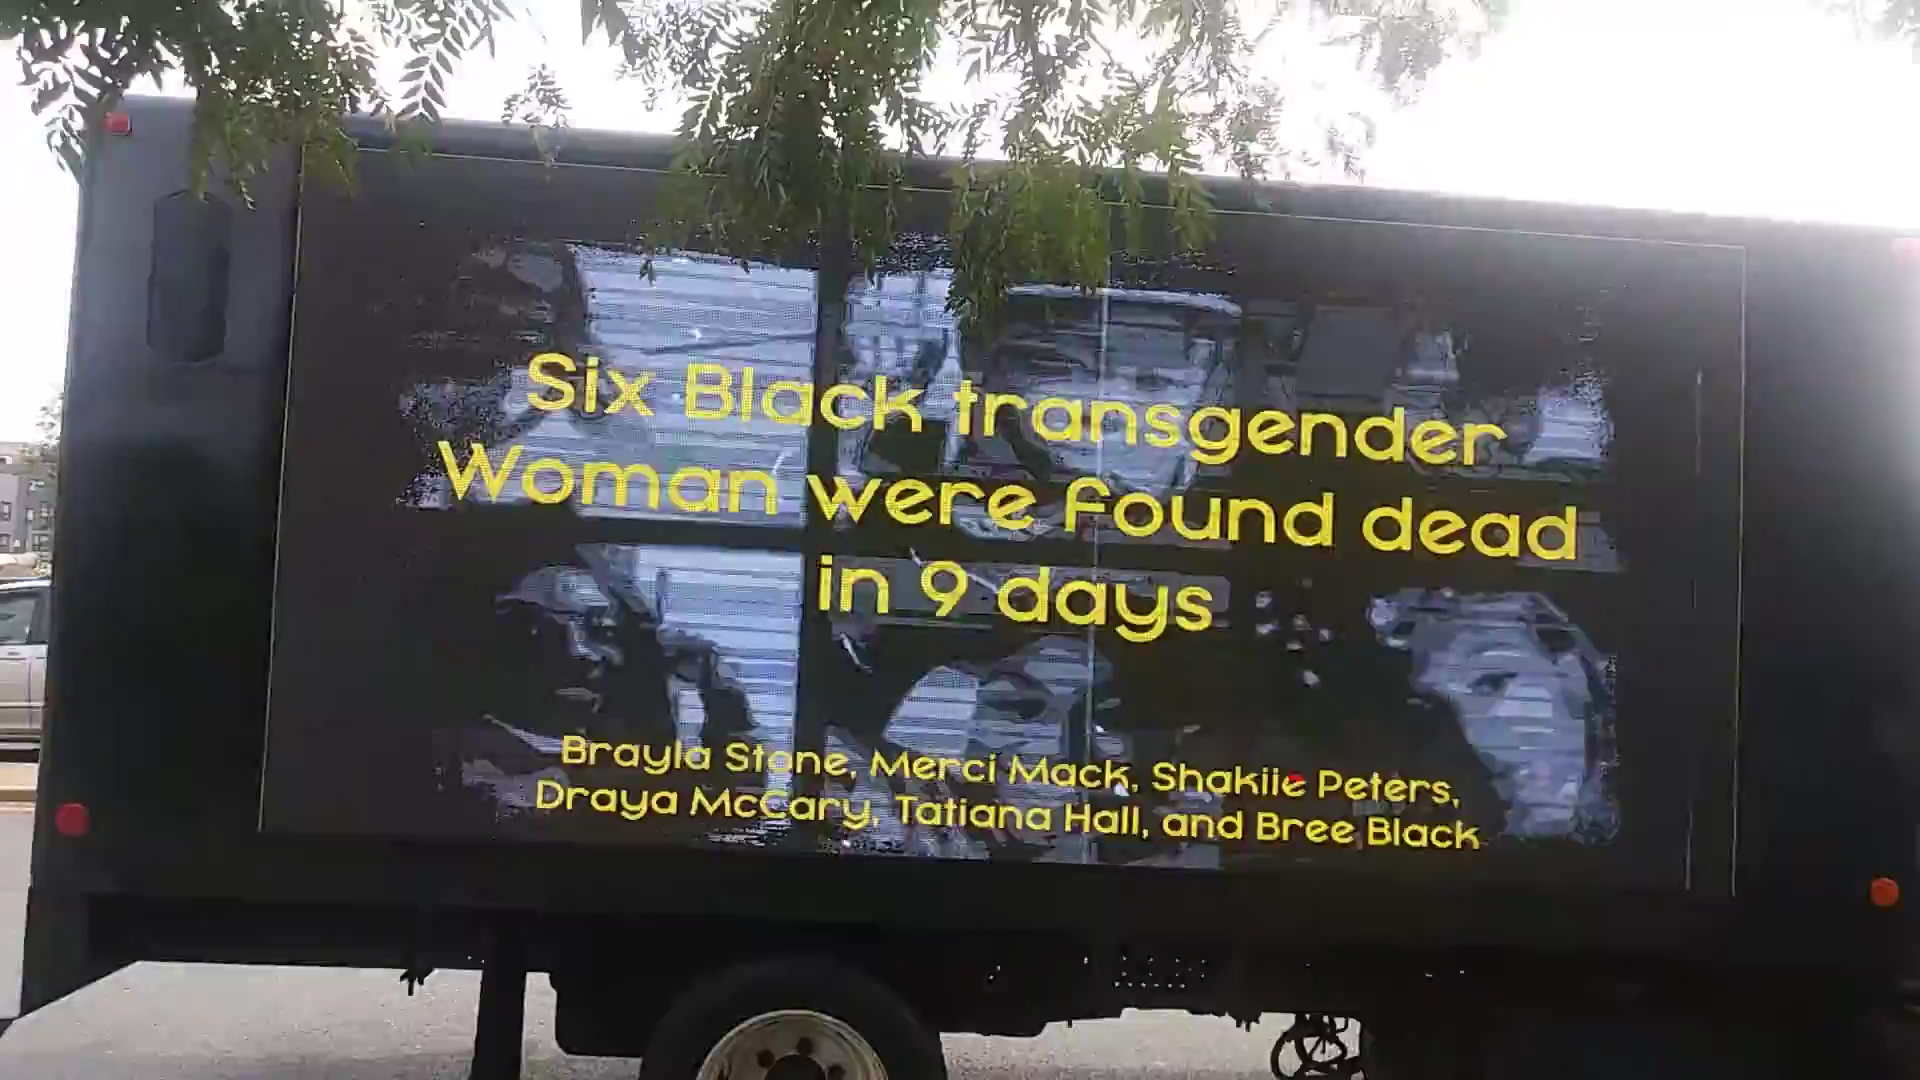 Six Black transgender
Woman were found dead
in 9 days
Brayla Stone, Merci Mack, Shakiie Peters,
Draya McCary, Tatiana Hall, and Bree Black